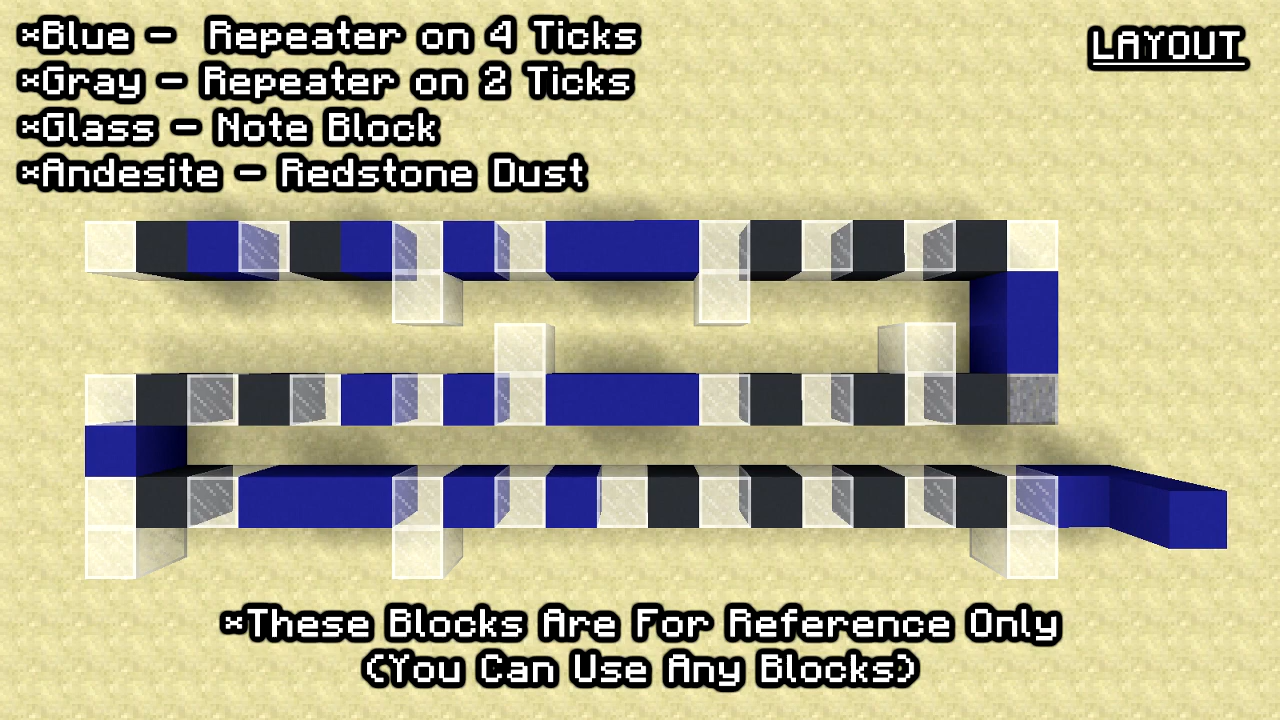 ×Blue - Repeater on 4 Ticks
LAYOUT
×Gray - Repeater on 2 Ticks
×Glass - Note Block
×Andesite - Redstone Dust
×These Blocks Are For Reference Only
(You Can Use Any Blocks)